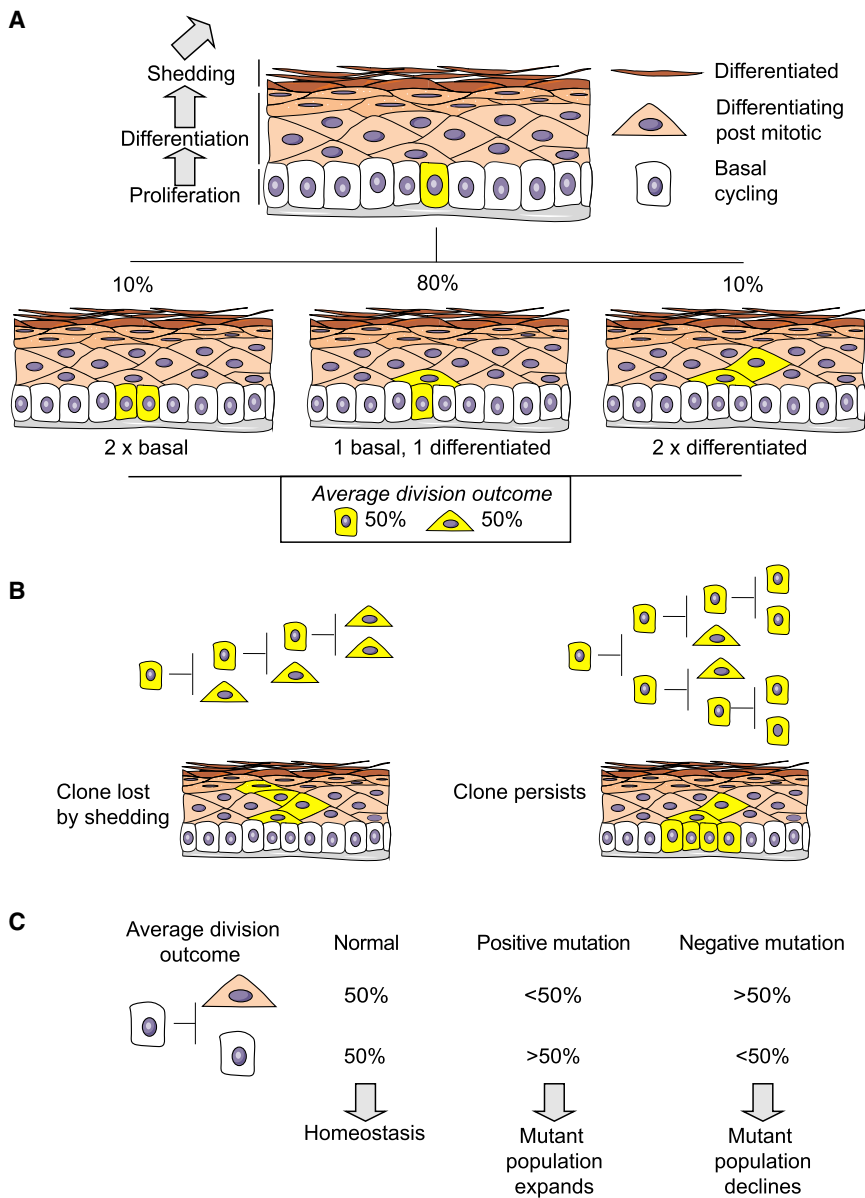 A
Shedding
Differentiation
Proliferation
Differentiated
Differentiating
post mitotic
Basal
cycling
10%
80%
10%
2 x basal
1 basal, 1 differentiated
2 x differentiated
Average division outcome
50%
50%
B
Clone lost
by shedding
Clone persists
C
Average division
outcome
Normal
Positive mutation
Negative mutation
50%
<50%
>50%
50%
>50%
<50%
Homeostasis
Mutant
population
expands
Mutant
population
declines